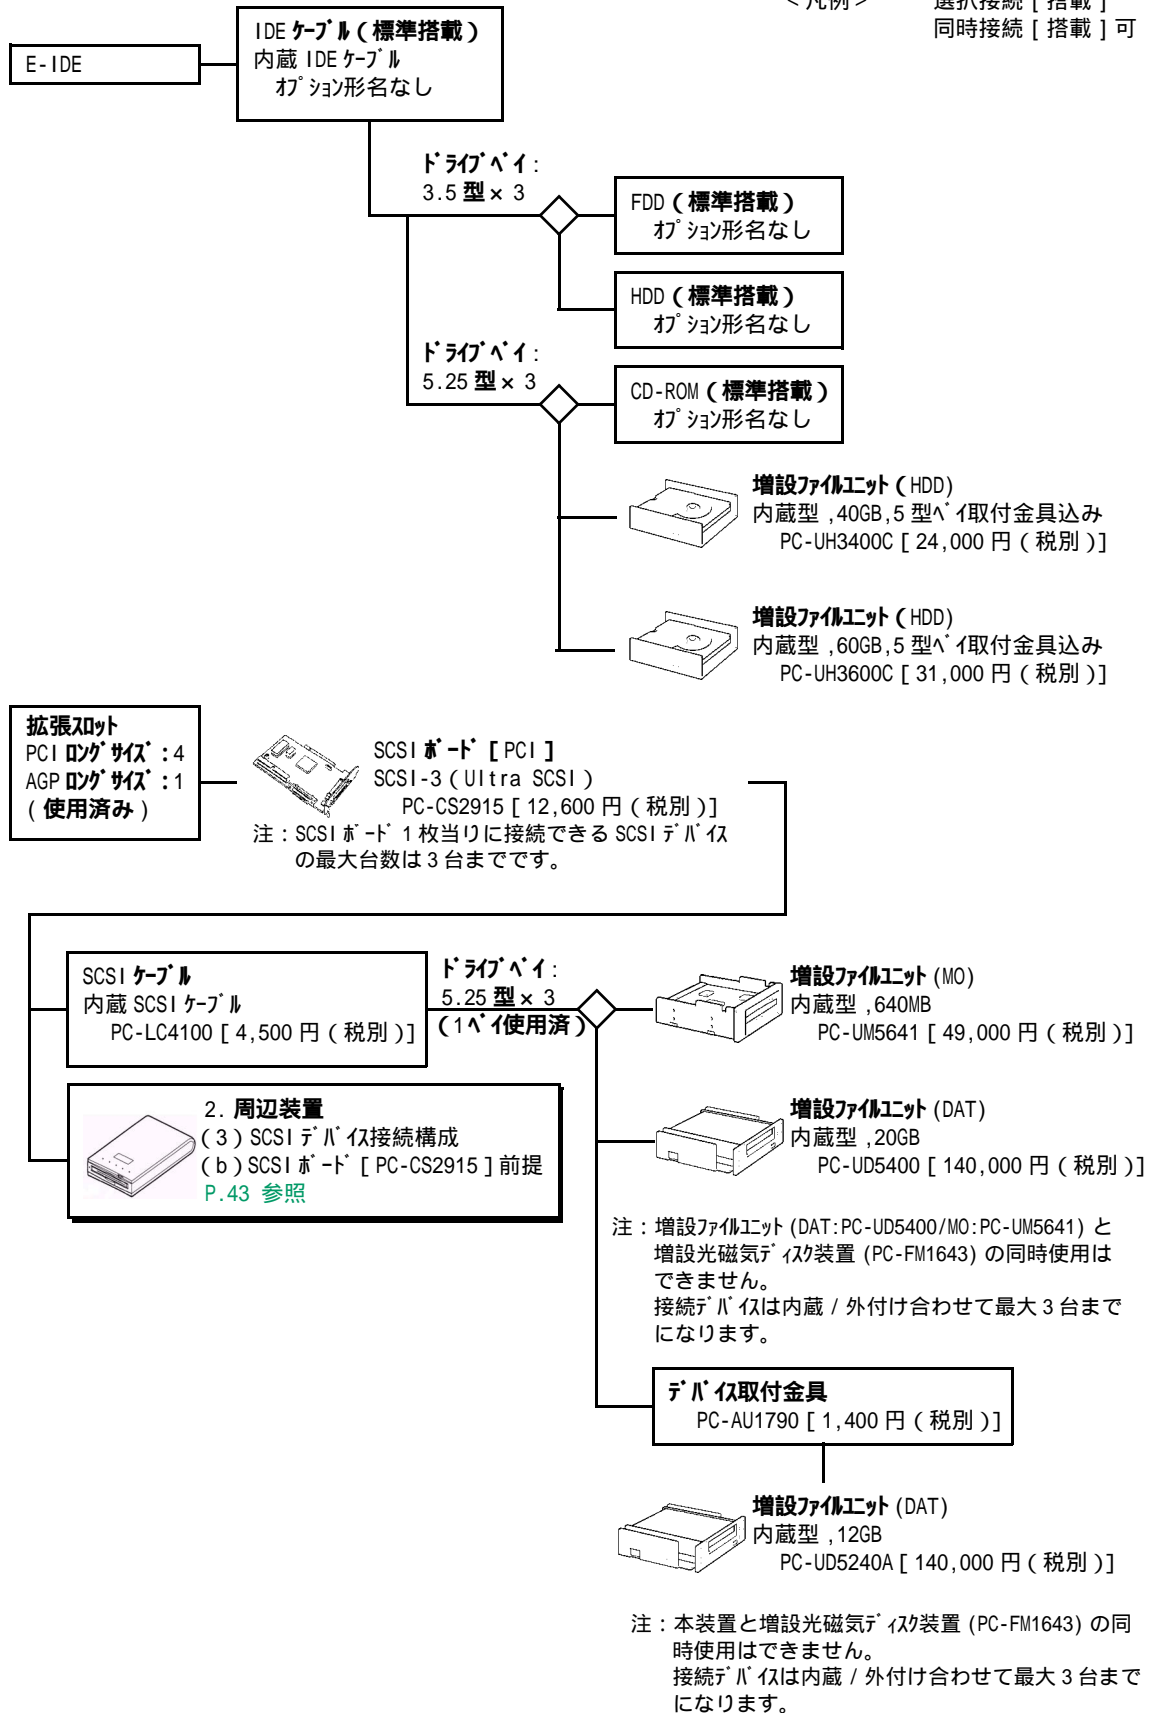 <凡例> 選択接続[搭載]
同時接続[搭載]可
E-IDE
IDE ケーブル(標準搭載)
内蔵 IDE ケーブル
オプション形名なし
ドライブベイ:
3.5 型× 3
FDD(標準搭載)
オプション形名なし
HDD(標準搭載)
オプション形名なし
ドライブベイ:
5.25 型× 3
CD-ROM(標準搭載)
オプション形名なし
増設ファイルユニット(HDD)
内蔵型,40GB,5 型ベイ取付金具込み
PC-UH3400C[24,000 円(税別)]
増設ファイルユニット(HDD)
内蔵型,60GB,5 型ベイ取付金具込み
PC-UH3600C[31,000 円(税別)]
拡張スロット
PCI ロングサイズ:4
AGP ロングサイズ:1
(使用済み)
SCSI ボード[PCI]
SCSI-3(Ultra SCSI)
PC-CS2915[12,600 円(税別)]
注:SCSI ボード 1 枚当りに接続できる SCSI デバイス
の最大台数は 3 台までです。
SCSI ケーブル
内蔵 SCSI ケーブル
PC-LC4100[4,500 円(税別)]
ドライブベイ:
5.25 型× 3
(1 ベイ使用済)
増設ファイルユニット(MO)
内蔵型,640MB
PC-UM5641[49,000 円(税別)]
2. 周辺装置
(3)SCSI デバイス接続構成
(b)SCSI ボード[PC-CS2915]前提
P.43 参照
増設ファイルユニット(DAT)
内蔵型,20GB
PC-UD5400[140,000 円(税別)]
注:増設ファイルユニット(DAT:PC-UD5400/MO:PC-UM5641)と
増設光磁気ディスク装置(PC-FM1643)の同時使用は
できません。
接続デバイスは内蔵/外付け合わせて最大 3 台まで
になります。
デバイス取付金具
PC-AU1790[1,400 円(税別)]
増設ファイルユニット(DAT)
内蔵型,12GB
PC-UD5240A[140,000 円(税別)]
注:本装置と増設光磁気ディスク装置(PC-FM1643)の同
時使用はできません。
接続デバイスは内蔵/外付け合わせて最大 3 台まで
になります。